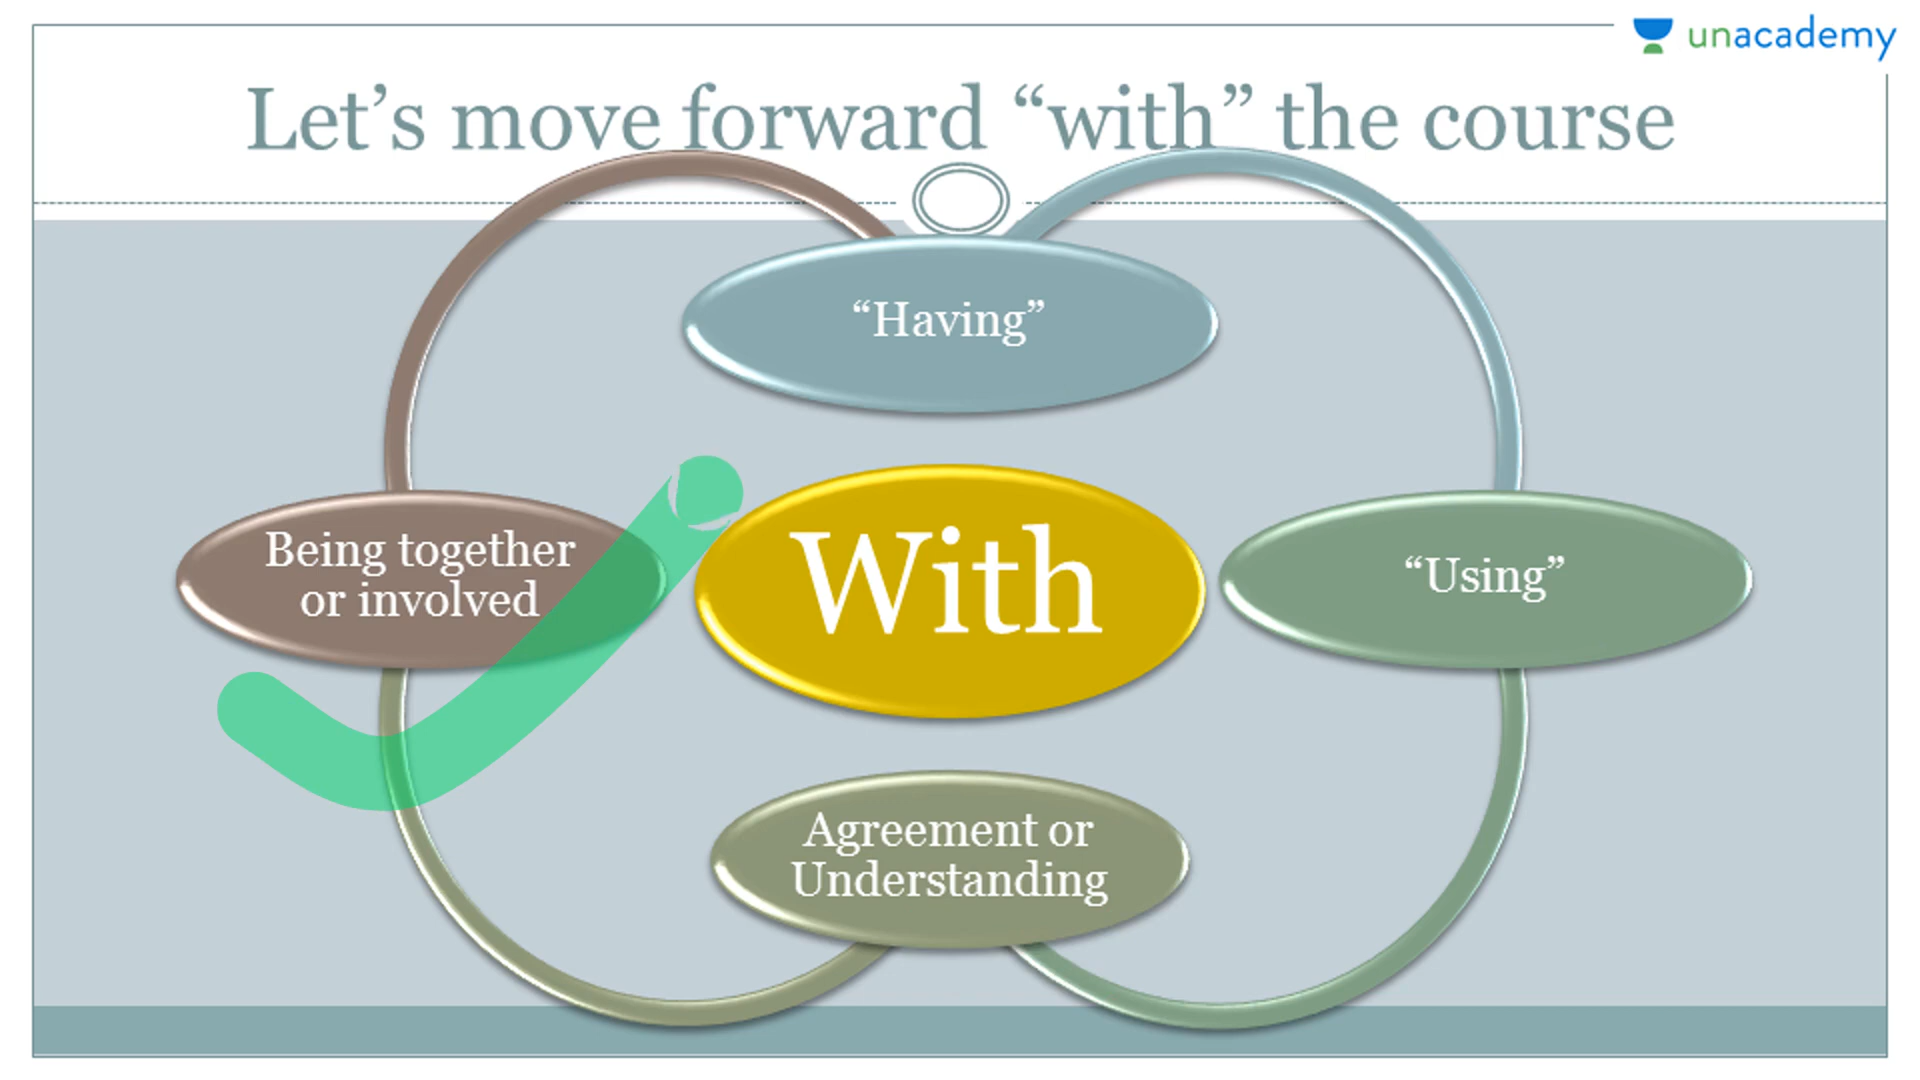 unacademy
Let’s move forward “with” the course
“Having”
Being together
or involved
With
“Using”
Agreement or
Understanding